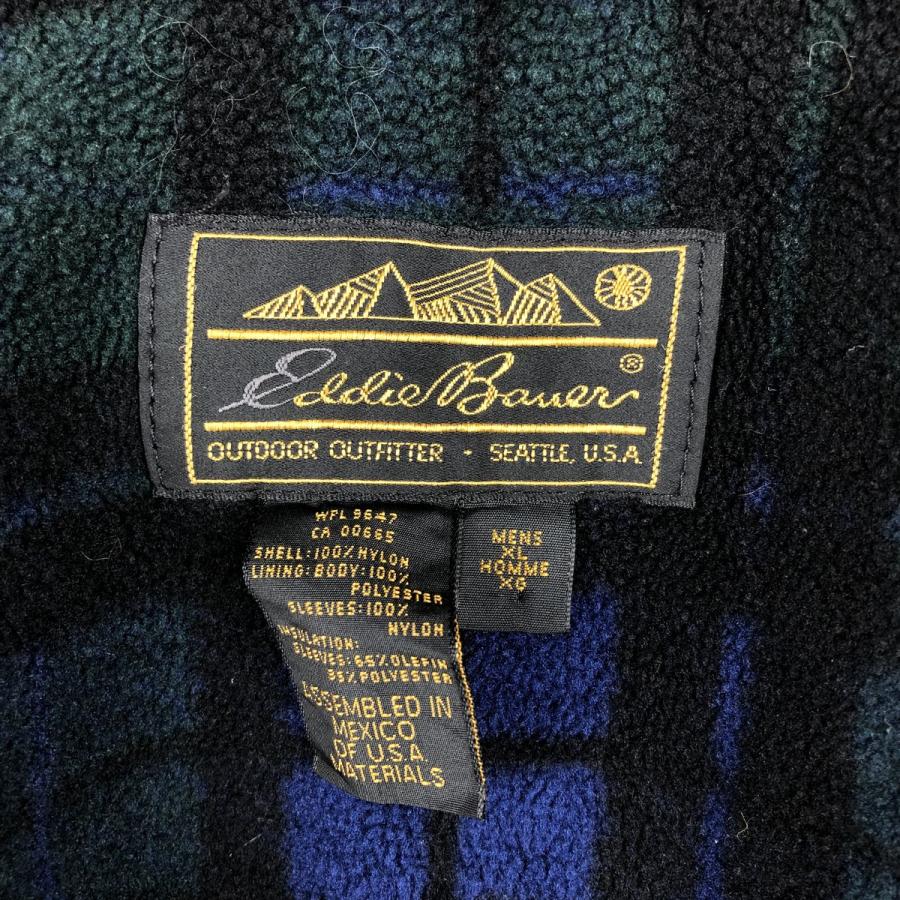 Eddie Bauer®
OUTDOOR OUTFITTER • SEATTLE, U.S.A.
WPL 9647
CA 00665
SHELL: 100% NYLON
LINING: BODY: 100%
POLYESTER
SLEEVES: 100%
NYLON
INSULATION:
SLEEVES: 65% OLEFIN
35% POLYESTER
ASSEMBLED IN
MEXICO
OF U.S.A.
MATERIALS
MENS
XL
HOMME
XG